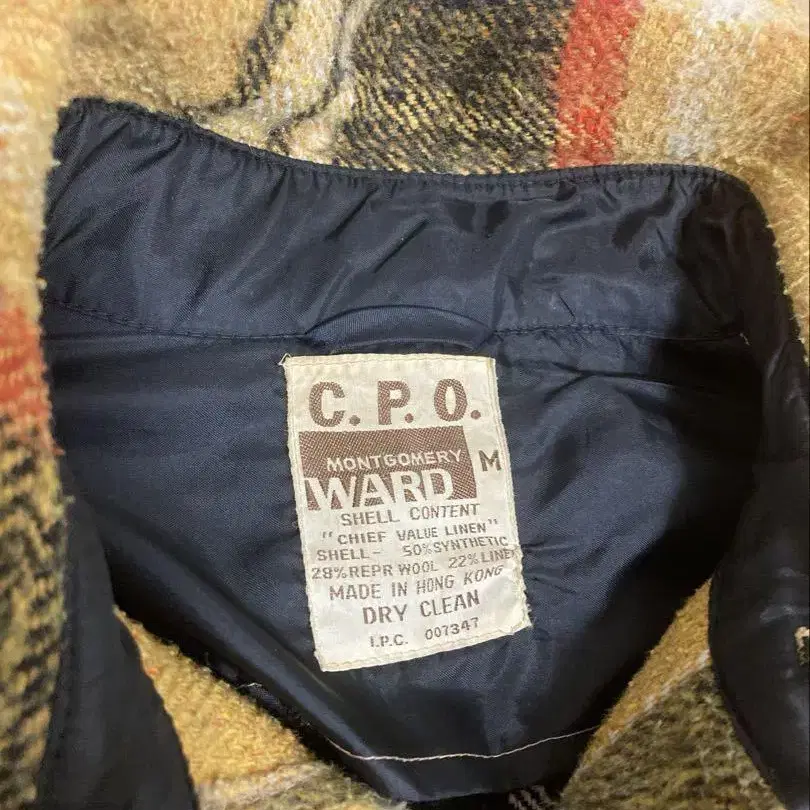 C.P.O.
MONTGOMERY
WARD
M
SHELL CONTENT
"CHIEF VALUE LINEN"
SHELL- 50% SYNTHETIC
28% REPR WOOL 22% LINEN
MADE IN HONG KONG
DRY CLEAN
I.P.C. 007347